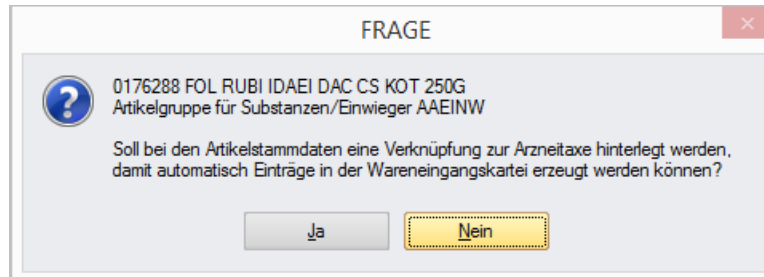 FRAGE
0176288 FOL RUBI IDAEI DAC CS KOT 250G
Artikelgruppe für Substanzen/Einwieger AAEINW
Soll bei den Artikelstammdaten eine Verknüpfung zur Arzneitaxe hinterlegt werden,
damit automatisch Einträge in der Wareneingangskartei erzeugt werden können?
Ja
Nein